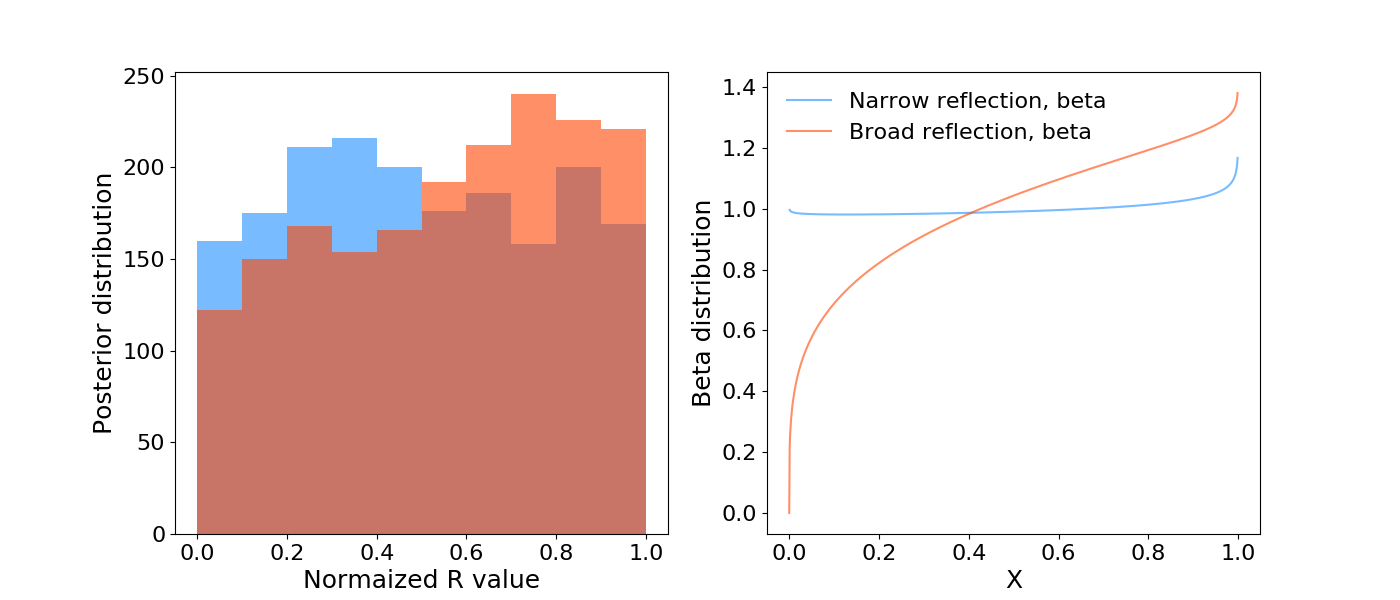 250
200
150
100
50
0
Posterior distribution
0.0 0.2 0.4 0.6 0.8 1.0
Normaized R value
Narrow reflection, beta
Broad reflection, beta
1.4
1.2
1.0
0.8
0.6
0.4
0.2
0.0
Beta distribution
0.0 0.2 0.4 0.6 0.8 1.0
X